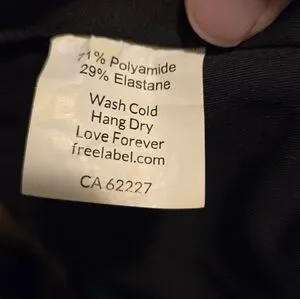 71% Polyamide
29% Elastane
Wash Cold
Hang Dry
Love Forever
freelabel.com
CA 62227